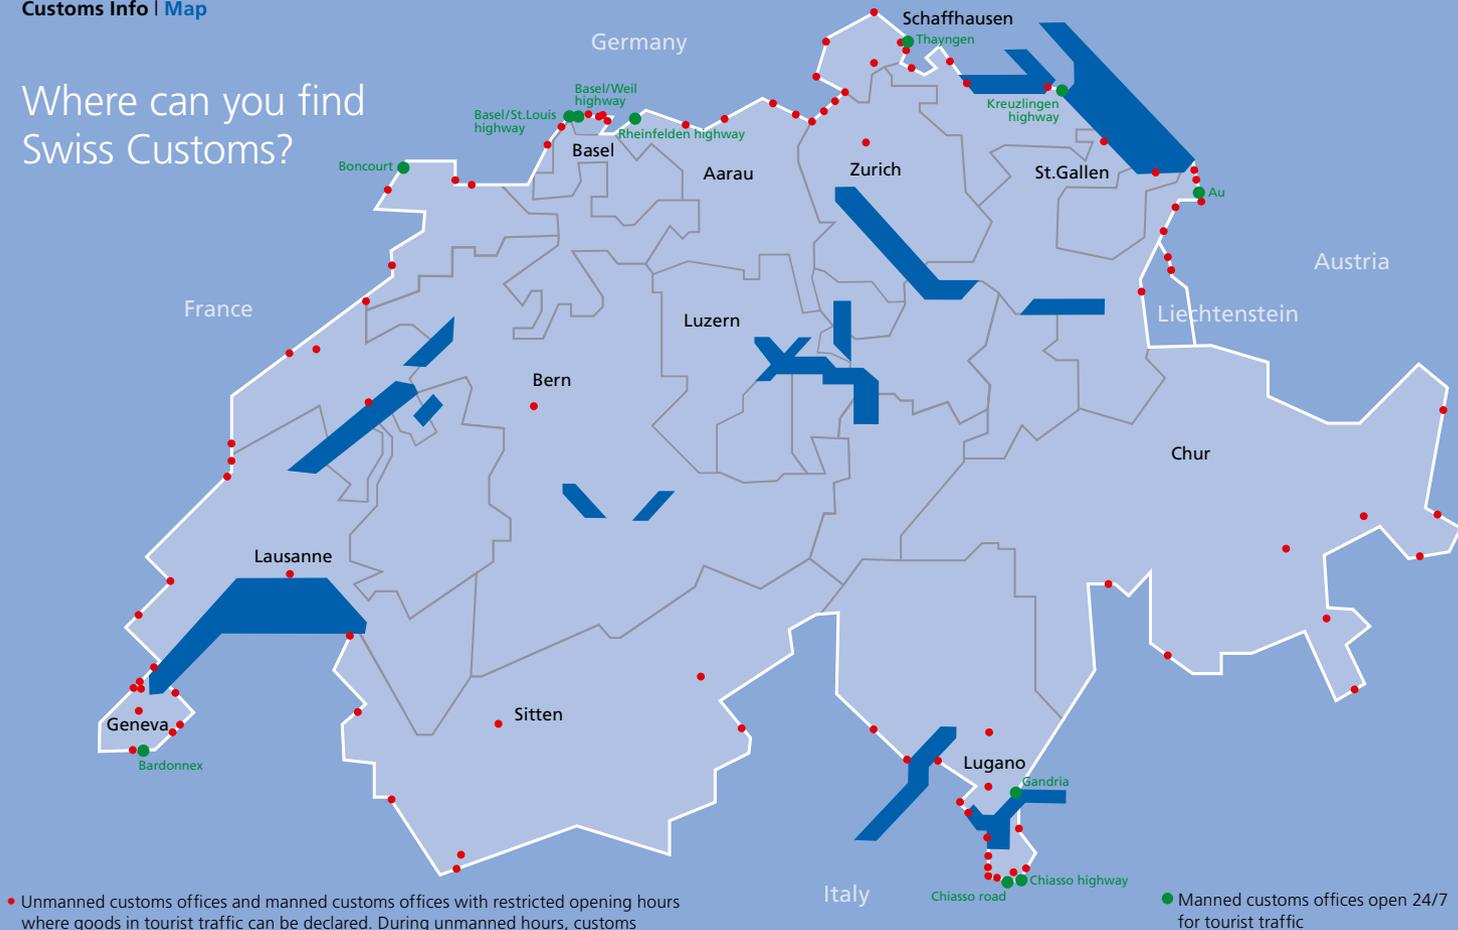 Customs Info | Map
Where can you find
Swiss Customs?
Germany
Schaffhausen
Thayngen
Basel/Weil
highway
Basel/St.Louis
highway
Rheinfelden highway
Kreuzlingen
highway
Basel
Boncourt
Aarau
Zurich
St.Gallen
Au
Austria
France
Liechtenstein
Luzern
Bern
Chur
Lausanne
Sitten
Geneva
Bardonnex
Lugano
Gandria
Chiasso highway
Chiasso road
Italy
Unmanned customs offices and manned customs offices with restricted opening hours
where goods in tourist traffic can be declared. During unmanned hours, customs
Manned customs offices open 24/7
for tourist traffic